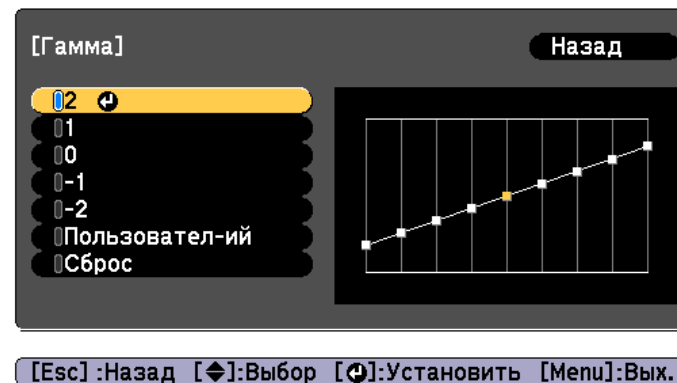 [Гамма]
Назад
2
1
0
-1
-2
Пользовател-ий
Сброс
[Esc] :Назад [◆]:Выбор [⏎]:Установить [Menu]:Вых.